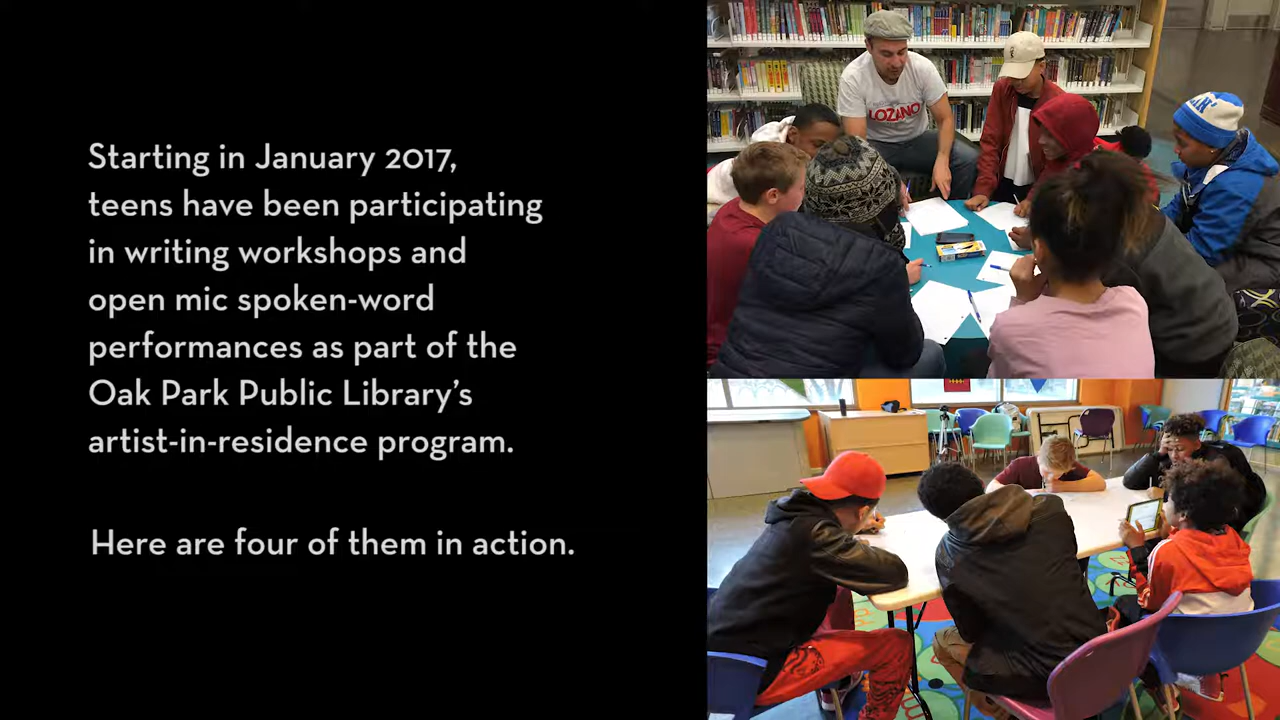 Starting in January 2017,
teens have been participating
in writing workshops and
open mic spoken-word
performances as part of the
Oak Park Public Library’s
artist-in-residence program.
Here are four of them in action.
LOZANO